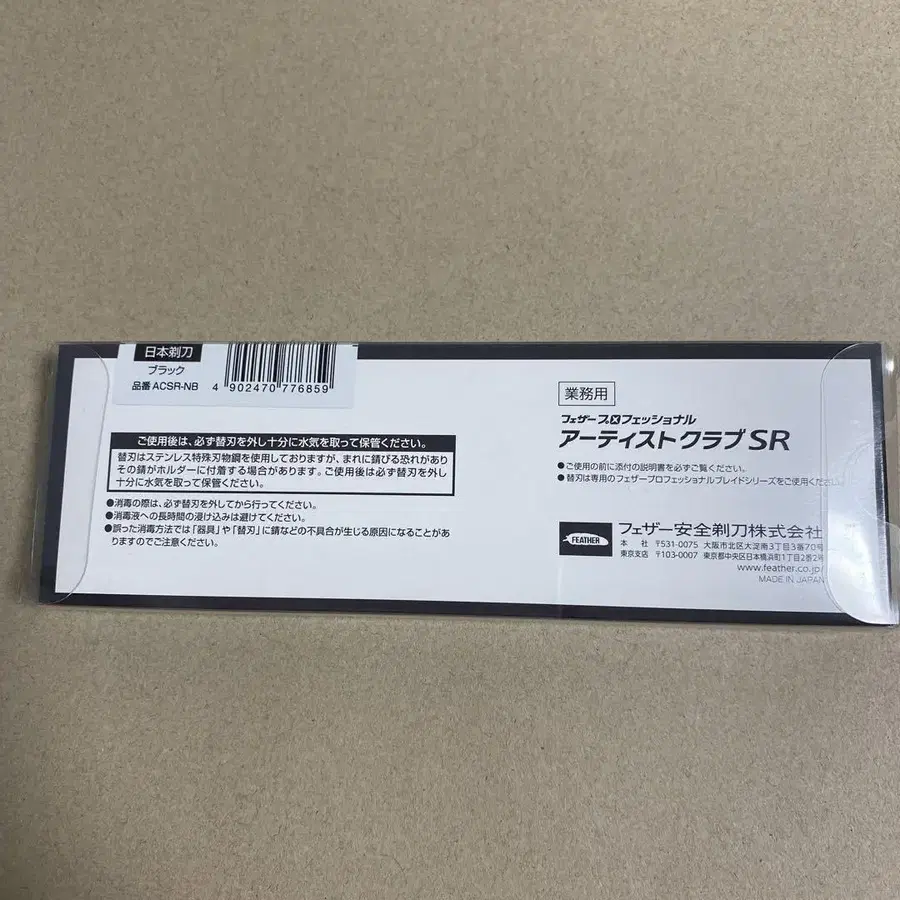 日本剃刀
ブラック
品番 ACSR-NB
4 902470 776859
ご使用後は、必ず替刃を外し十分に水気を取って保管ください。
替刃はステンレス特殊刃物鋼を使用しておりますが、まれに錆びる恐れがあり
その錆がホルダーに付着する場合があります。ご使用後は必ず替刃を外し
十分に水気を取って保管ください。
●消毒の際は、必ず替刃を外してから行ってください。
●消毒液への長時間の浸け込みは避けてください。
●誤った消毒方法では「器具」や「替刃」に錆などの不具合が生じる原因になることがあ
りますのでご注意ください。
業務用
フェザープロフェッショナル
アーティストクラブ SR
●ご使用の前に添付の説明書を必ずご覧ください。
●替刃は専用のフェザープロフェッショナルブレイドシリーズをご使用ください
FEATHER
フェザー安全剃刀株式会社
本 社 〒531-0075 大阪市北区大淀南3丁目3番70号
東京支店 〒103-0007 東京都中央区日本橋浜町1丁目2番2号
www.feather.co.jp/
MADE IN JAPAN